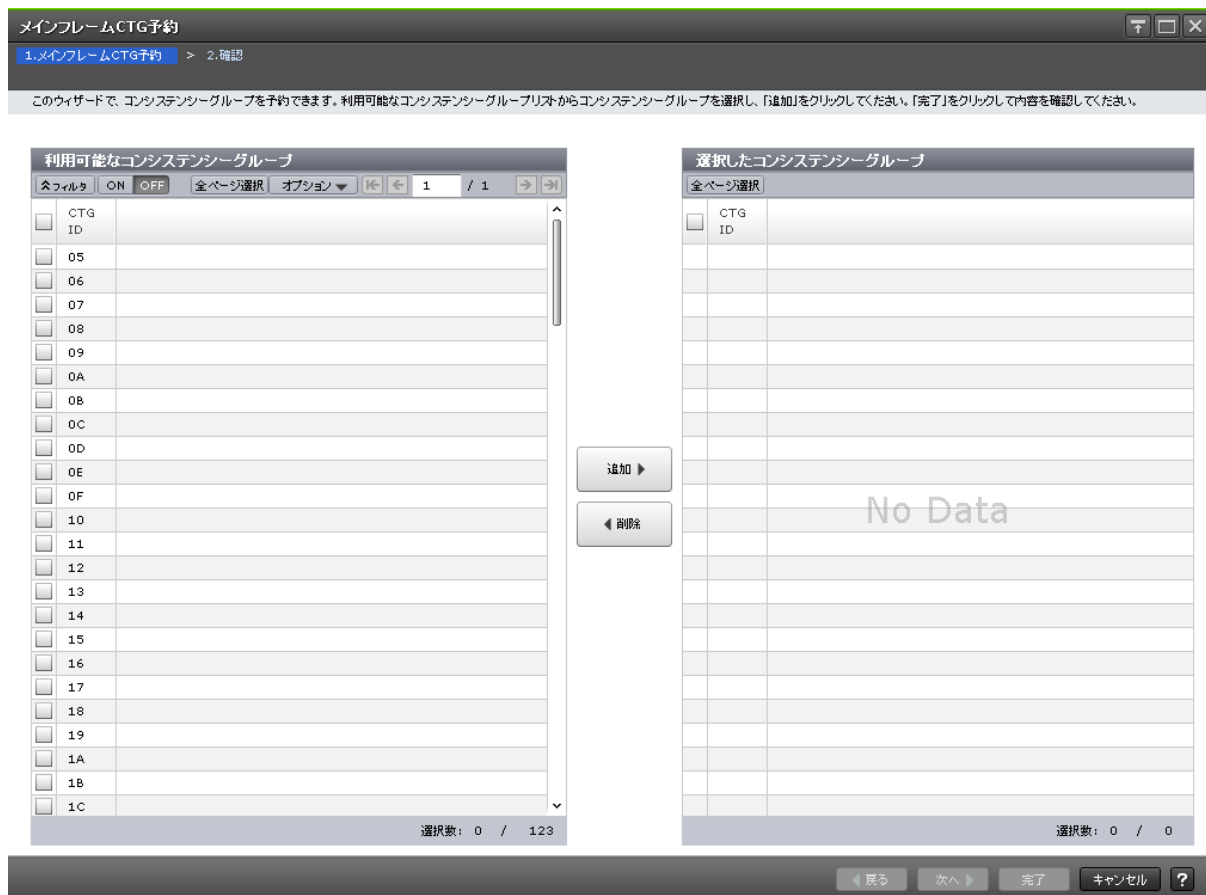 メインフレームCTG予約
1.メインフレームCTG予約 > 2.確認
このウィザードで、コンシステンシーグループを予約できます。利用可能なコンシステンシーグループリストからコンシステンシーグループを選択し、「追加」をクリックしてください。「完了」をクリックして内容を確認してください。
利用可能なコンシステンシーグループ
フィルタ ON OFF 全ページ選択 オプション 1 / 1
CTG
ID
05
06
07
08
09
0A
0B
0C
0D
0E
0F
10
11
12
13
14
15
16
17
18
19
1A
1B
1C
選択数: 0 / 123
追加
削除
選択したコンシステンシーグループ
全ページ選択
CTG
ID
No Data
選択数: 0 / 0
戻る 次へ 完了 キャンセル ?